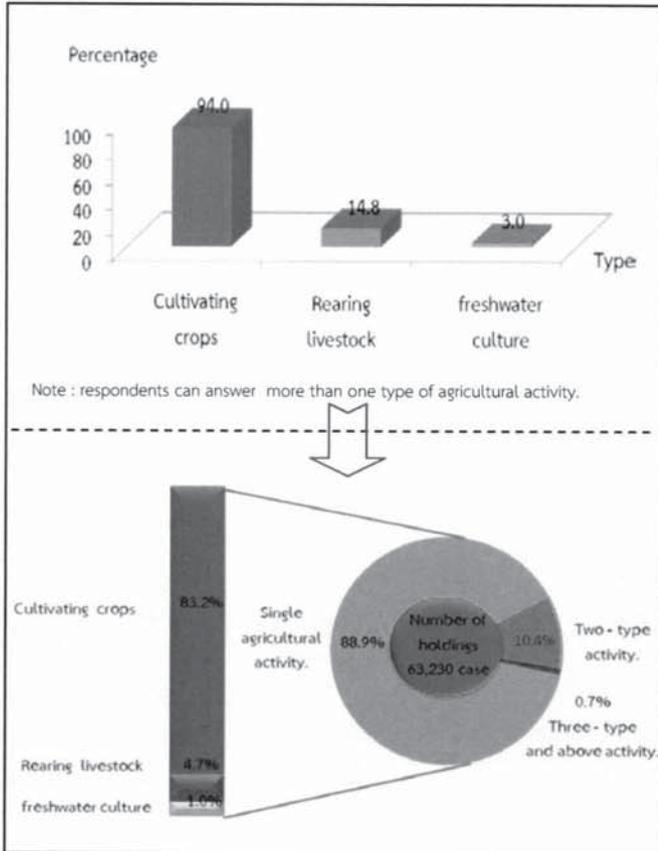 Percentage
94.0
100
80
60
40
20
0
14.8
3.0
Type
Cultivating
crops
Rearing
livestock
freshwater
culture
Note : respondents can answer more than one type of agricultural activity.
Cultivating crops
83.2%
Rearing livestock
4.7%
freshwater culture
1.0%
Single
agricultural
activity.
88.9%
Number of
holdings
63,230 case
10.4%
Two - type
activity.
0.7%
Three - type
and above activity.